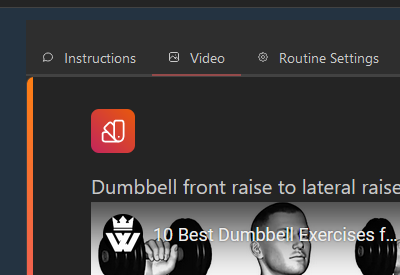 Instructions
Video
Routine Settings
Dumbbell front raise to lateral raise
W
10 Best Dumbbell Exercises f...